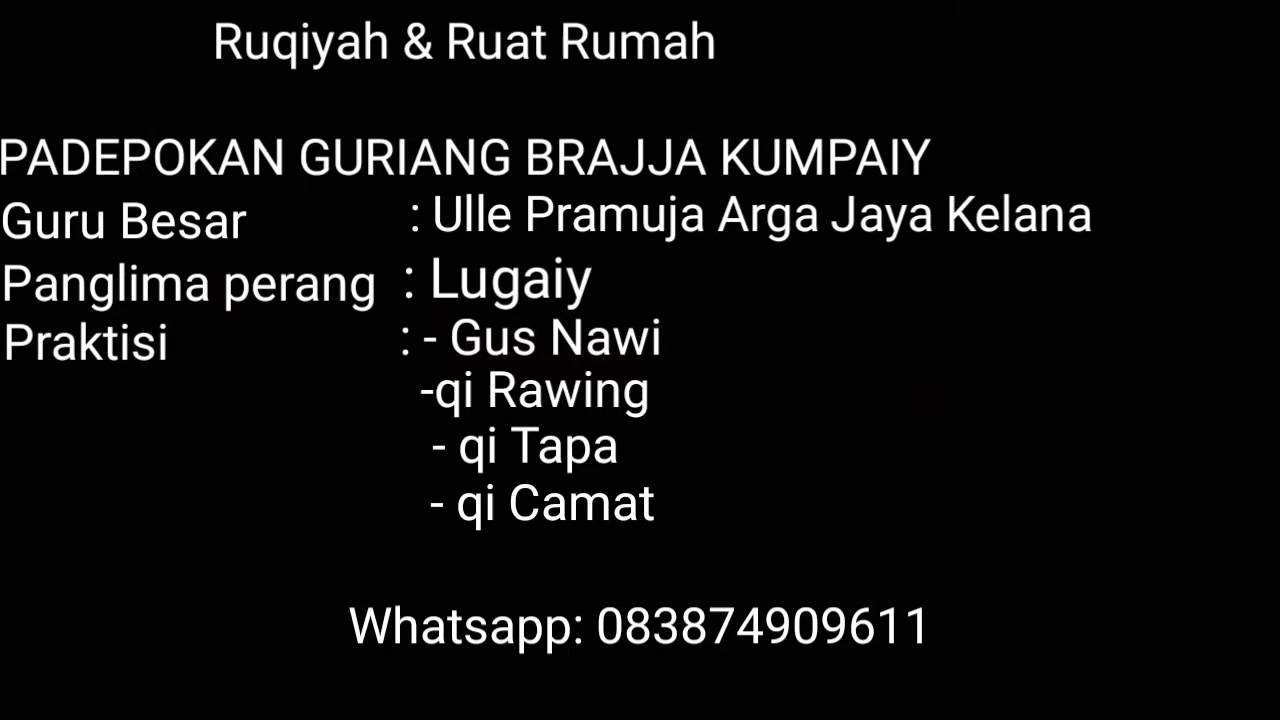 Ruqiyah & Ruat Rumah
PADEPOKAN GURIANG BRAJJA KUMPAIY
Guru Besar : Ulle Pramuja Arga Jaya Kelana
Panglima perang : Lugaiy
Praktisi : - Gus Nawi
-qi Rawing
- qi Tapa
- qi Camat
Whatsapp: 083874909611